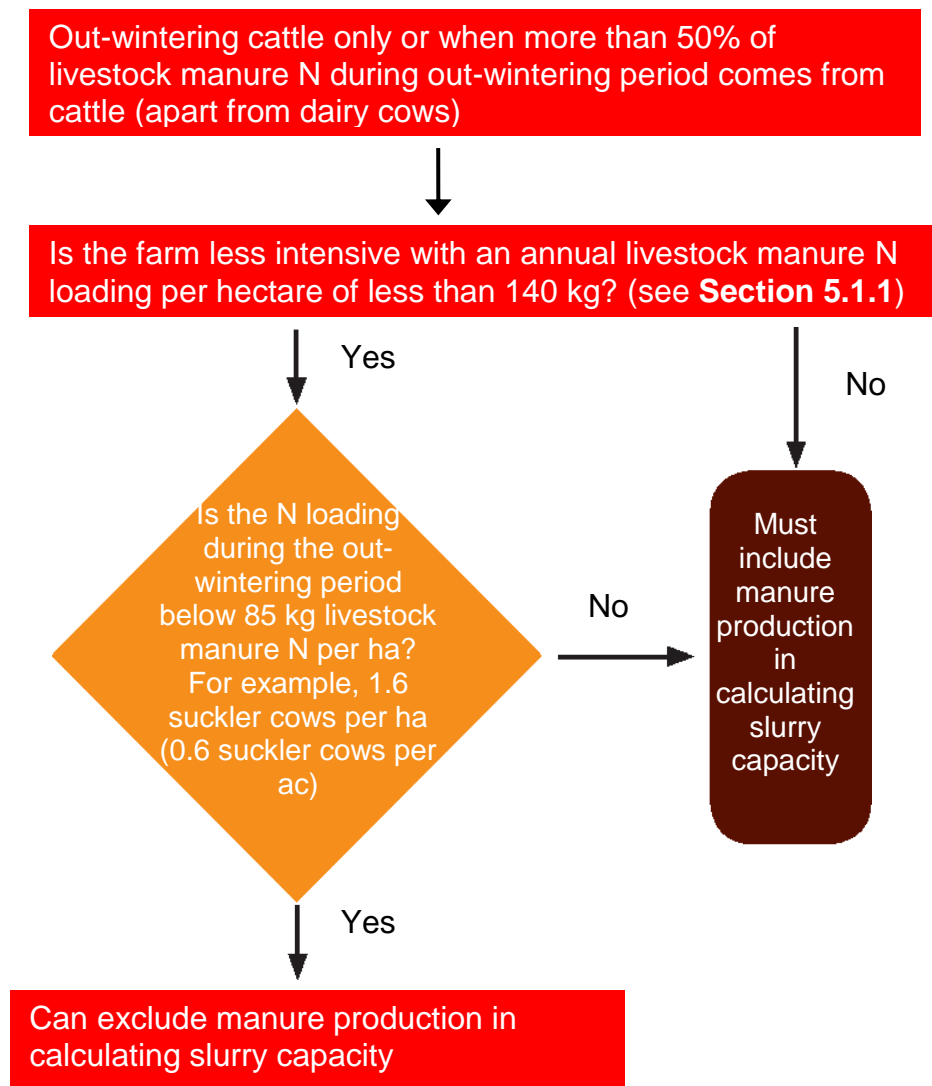 Out-wintering cattle only or when more than 50% of
livestock manure N during out-wintering period comes from
cattle (apart from dairy cows)
Is the farm less intensive with an annual livestock manure N
loading per hectare of less than 140 kg? (see Section 5.1.1)
Yes
No
Is the N loading
during the out-
wintering period
below 85 kg livestock
manure N per ha?
For example, 1.6
suckler cows per ha
(0.6 suckler cows per
ac)
No
Must
include
manure
production
in
calculating
slurry
capacity
Yes
Can exclude manure production in
calculating slurry capacity